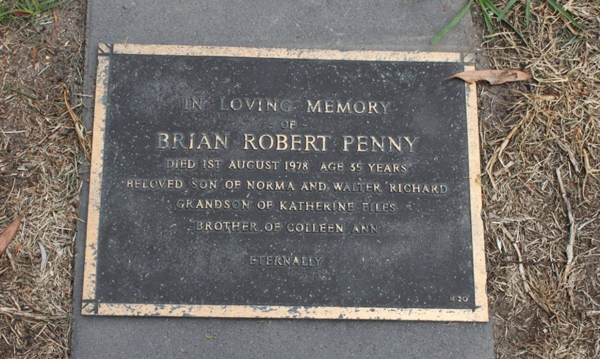 IN LOVING MEMORY
OF
BRIAN ROBERT PENNY
DIED 1ST AUGUST 1978 AGE 35 YEARS
BELOVED SON OF NORMA AND WALTER RICHARD
GRANDSON OF KATHERINE
BROTHER OF COLLEEN ANN
ETERNALLY